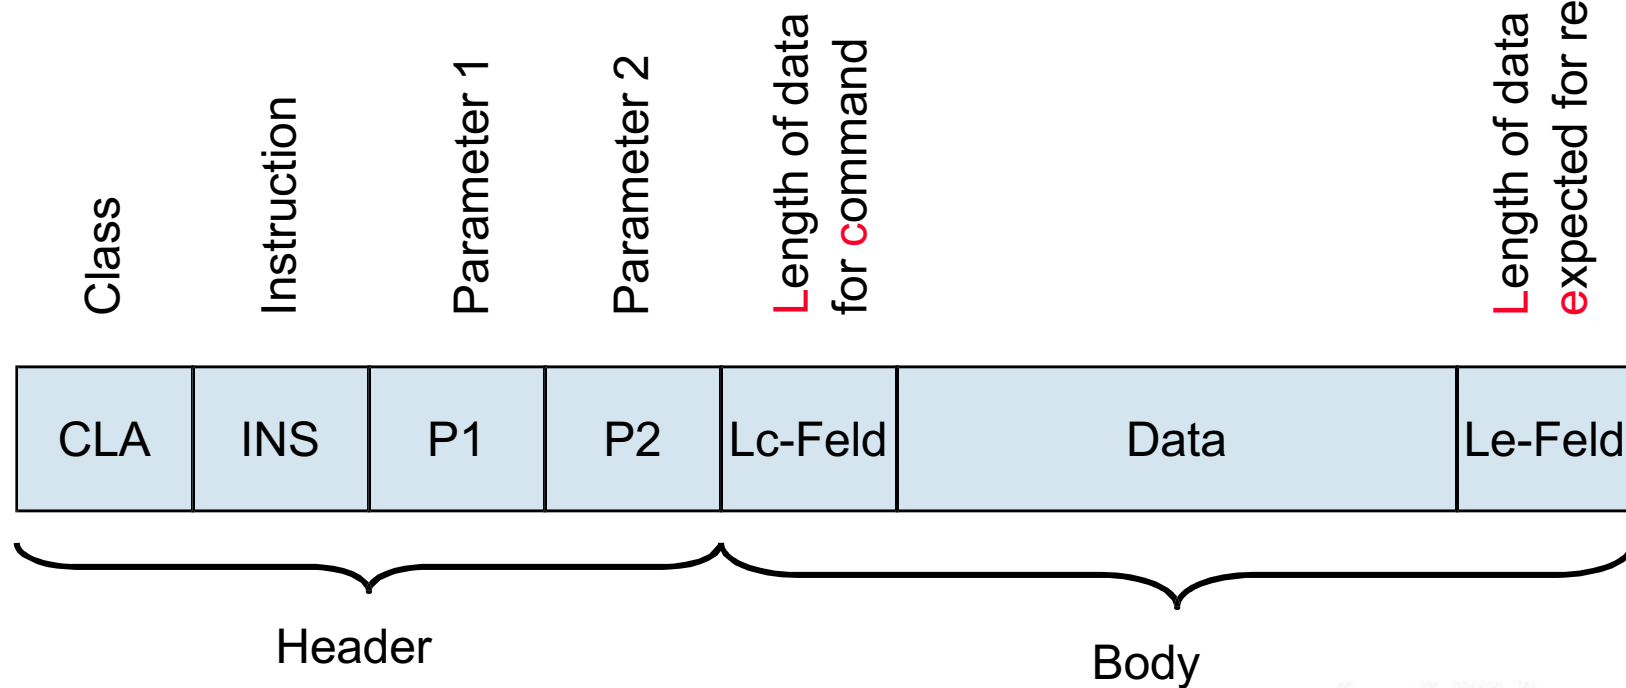 Class
Instruction
Parameter 1
Parameter 2
Length of data
for command
Length of data
expected for re
CLA
INS
P1
P2
Lc-Feld
Data
Le-Feld
Header
Body